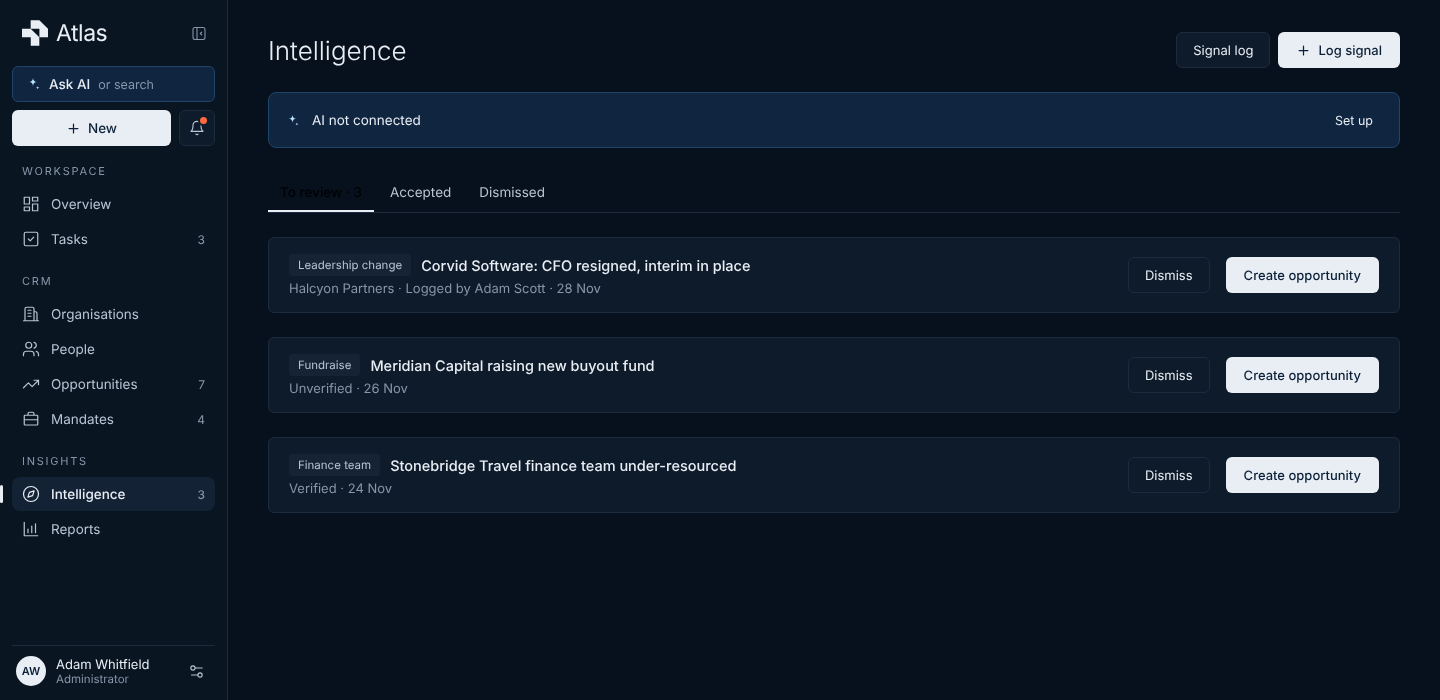 Atlas
Ask AI or search
New
WORKSPACE
Overview
Tasks 3
CRM
Organisations
People
Opportunities 7
Mandates 4
INSIGHTS
Intelligence 3
Reports
AW
Adam Whitfield
Administrator
Intelligence
Signal log
Log signal
AI not connected
Set up
To review · 3
Accepted
Dismissed
Leadership change Corvid Software: CFO resigned, interim in place
Halcyon Partners · Logged by Adam Scott · 28 Nov
Dismiss
Create opportunity
Fundraise Meridian Capital raising new buyout fund
Unverified · 26 Nov
Dismiss
Create opportunity
Finance team Stonebridge Travel finance team under-resourced
Verified · 24 Nov
Dismiss
Create opportunity